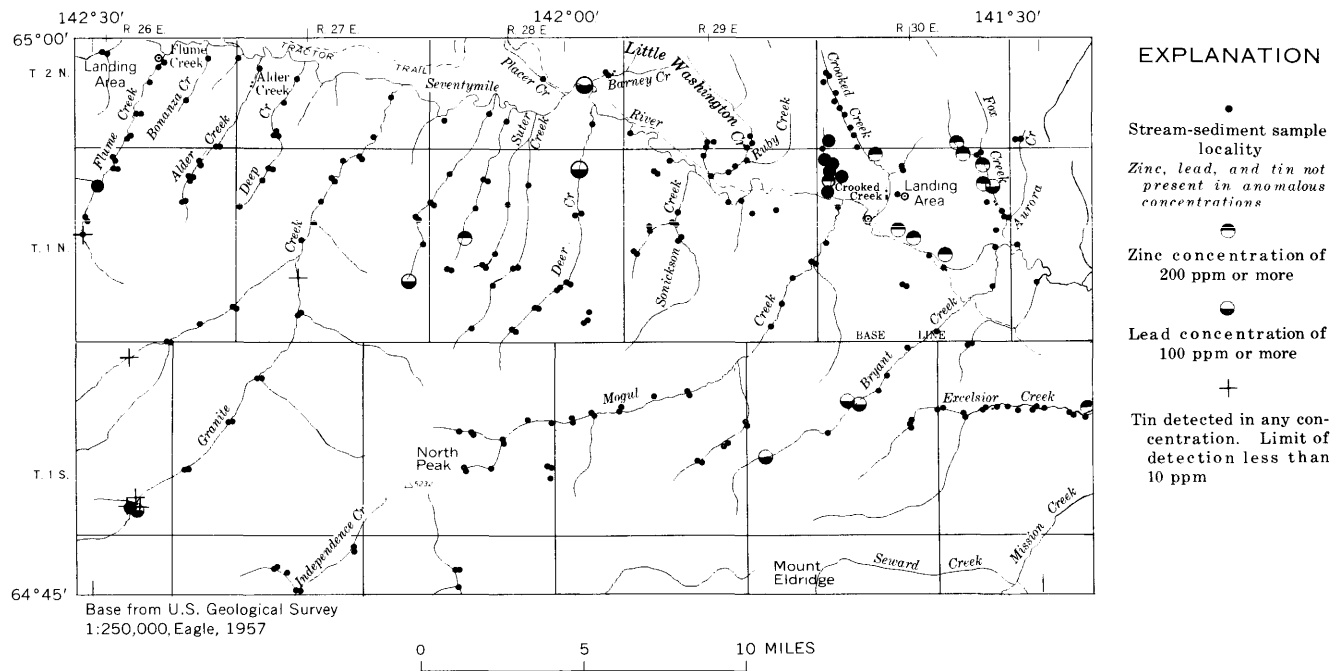 142°30′
142°00′
141°30′
R 26 E.
R 27 E
R 28 E
R 29 E
R 30 E.
65°00′
T 2 N.
T. 1 N
T. 1 S.
64°45′
Landing
Area
Flume
Creek
Flume Creek
Bonanza Cr
Alder Creek
Alder
Creek
Deep Cr
TRACTOR
TRAIL
Seventymile
River
Placer Cr
Barney Cr
Little
Washington Cr
Suter
Creek
Ruby Creek
Crooked Creek
Crooked
Creek
Landing
Area
Fox
Creek
Aurora Cr
Creek
Deer Cr
Sonickson Creek
Creek
BASE LINE
Bryant Creek
Mogul
Excelsior Creek
Granite
North
Peak
5232
Independence Cr
Mount
Eldridge
Seward Creek
Mission Creek
Base from U.S. Geological Survey
1:250,000, Eagle, 1957
0 5 10 MILES
EXPLANATION
Stream-sediment sample
locality
Zinc, lead, and tin not
present in anomalous
concentrations
Zinc concentration of
200 ppm or more
Lead concentration of
100 ppm or more
Tin detected in any con-
centration. Limit of
detection less than
10 ppm